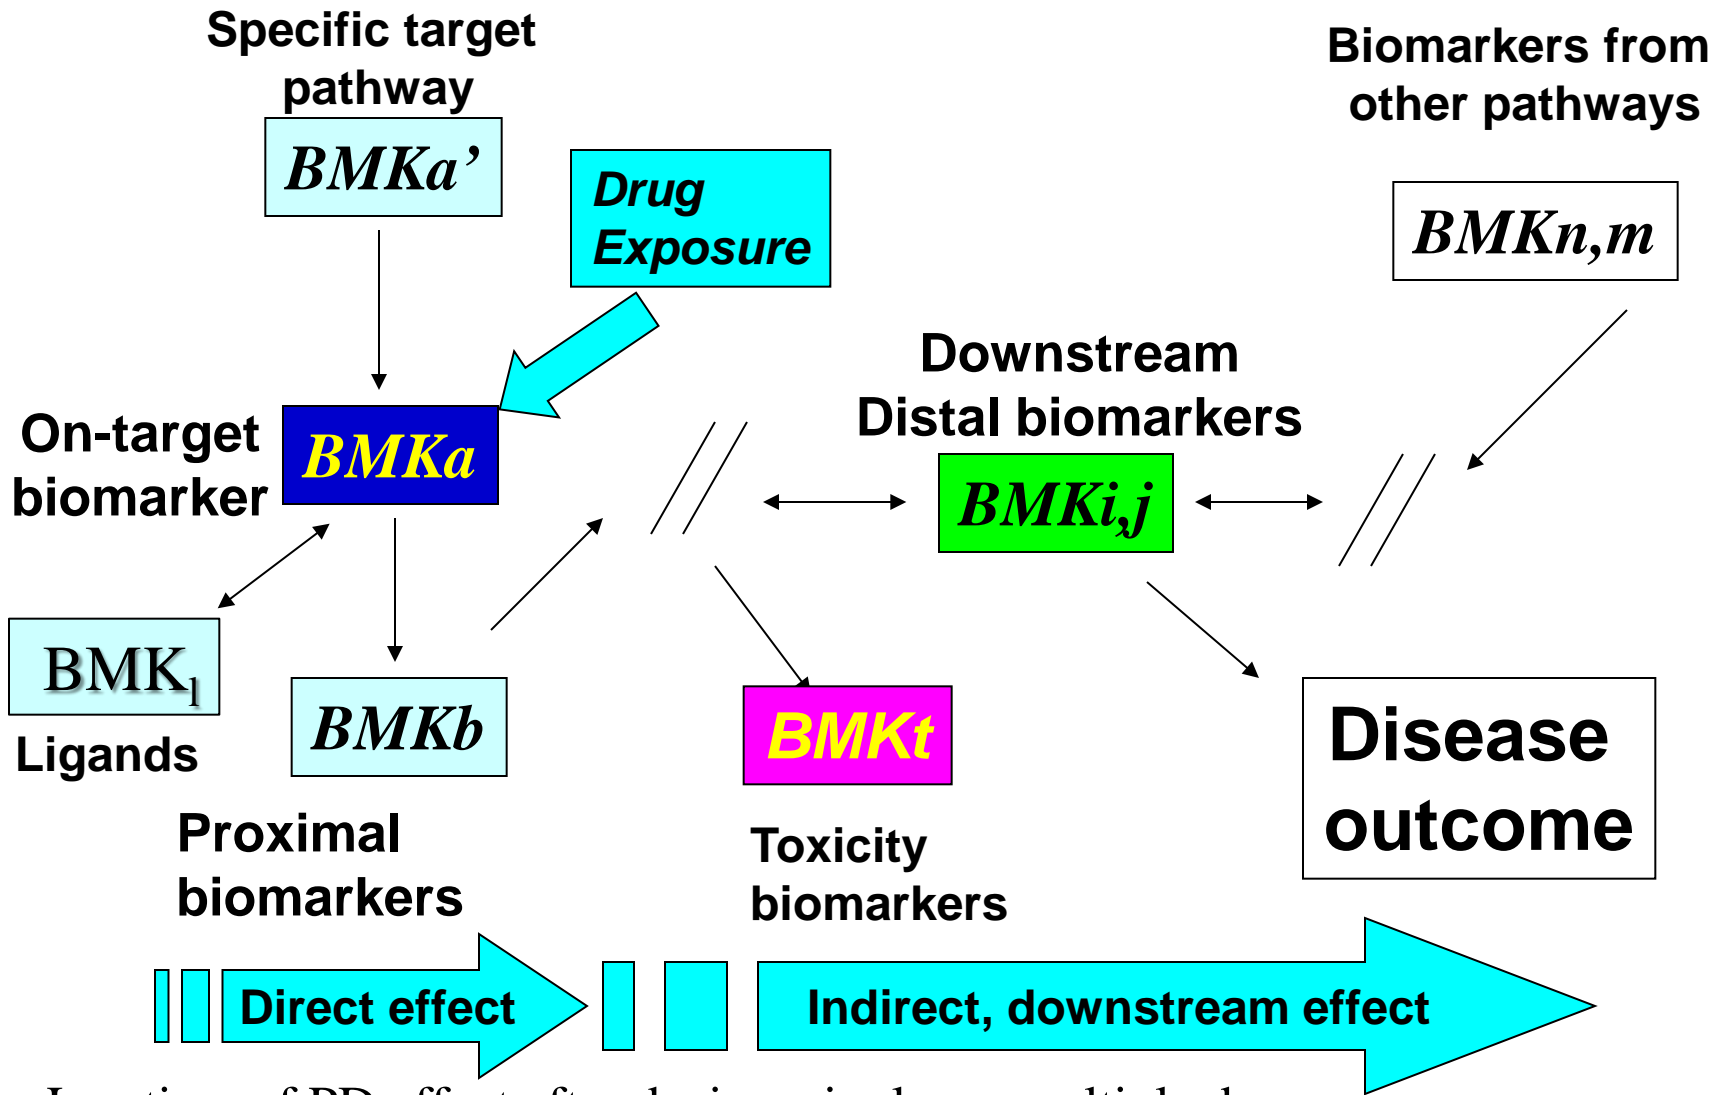 Specific target
pathway
BMKa’
Drug
Exposure
Biomarkers from
other pathways
BMKn,m
On-target
biomarker
BMKa
Downstream
Distal biomarkers
BMKi,j
BMKl
Ligands
BMKb
Proximal
biomarkers
BMKt
Toxicity
biomarkers
Disease
outcome
Direct effect
Indirect, downstream effect